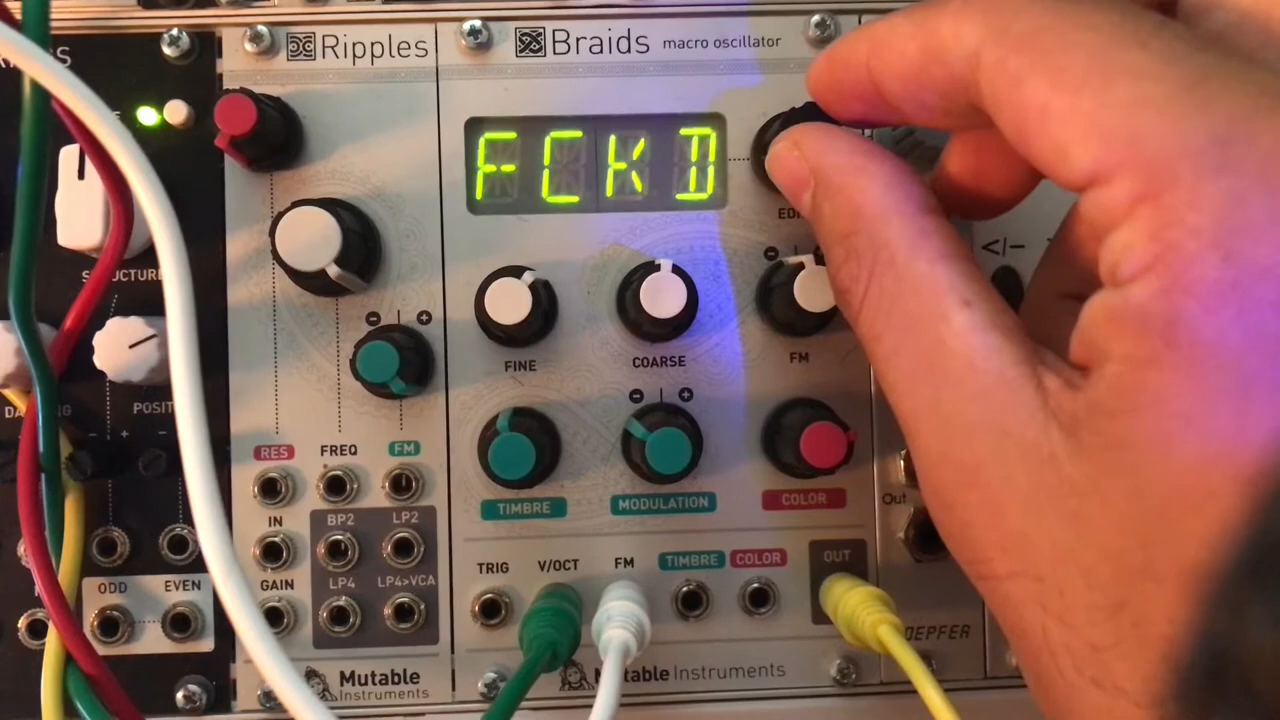 Ripples
Braids macro oscillator
FCKD
STRUCTURE
FINE
COARSE
FM
RES
FREQ
FM
TIMBRE
MODULATION
COLOR
Out
IN
BP2
LP2
TRIG
V/OCT
FM
TIMBRE
COLOR
OUT
ODD
EVEN
GAIN
LP4
LP4>VCA
DOEPFER
Mutable
Instruments
Mutable Instruments